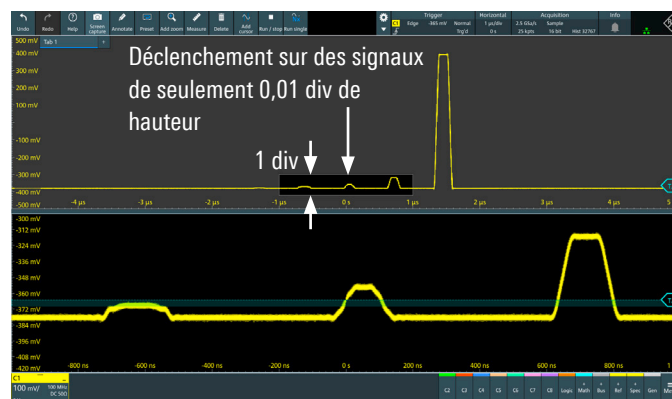 Undo Redo Help Screen capture Annotate Preset Add zoom Measure Delete Add cursor Run / stop Run single
Trigger Horizontal Acquisition Info
C1 Edge -365 mV Normal 1 µs/div 2.5 GSa/s Sample
Trig'd 0 s 25 kpts 16 bit Hist 32767
Tab 1 +
500 mV
400 mV
300 mV
Déclenchement sur des signaux
de seulement 0,01 div de
hauteur
-100 mV
1 div
-200 mV
-300 mV
-400 mV
-500 mV
-4 µs -3 µs -2 µs -1 µs 0 s 1 µs 2 µs 3 µs 4 µs 5
-300 mV
-312 mV
-324 mV
-336 mV
-348 mV
-360 mV
-372 mV
-384 mV
-396 mV
-408 mV
-420 mV
-800 ns -600 ns -400 ns -200 ns 0 s 200 ns 400 ns 600 ns 800 ns 1
C1
100 mV/ 100 MHz
DC 50Ω
C2 C3 C4 C5 C6 C7 C8 Logic Math Bus Ref Spec Gen